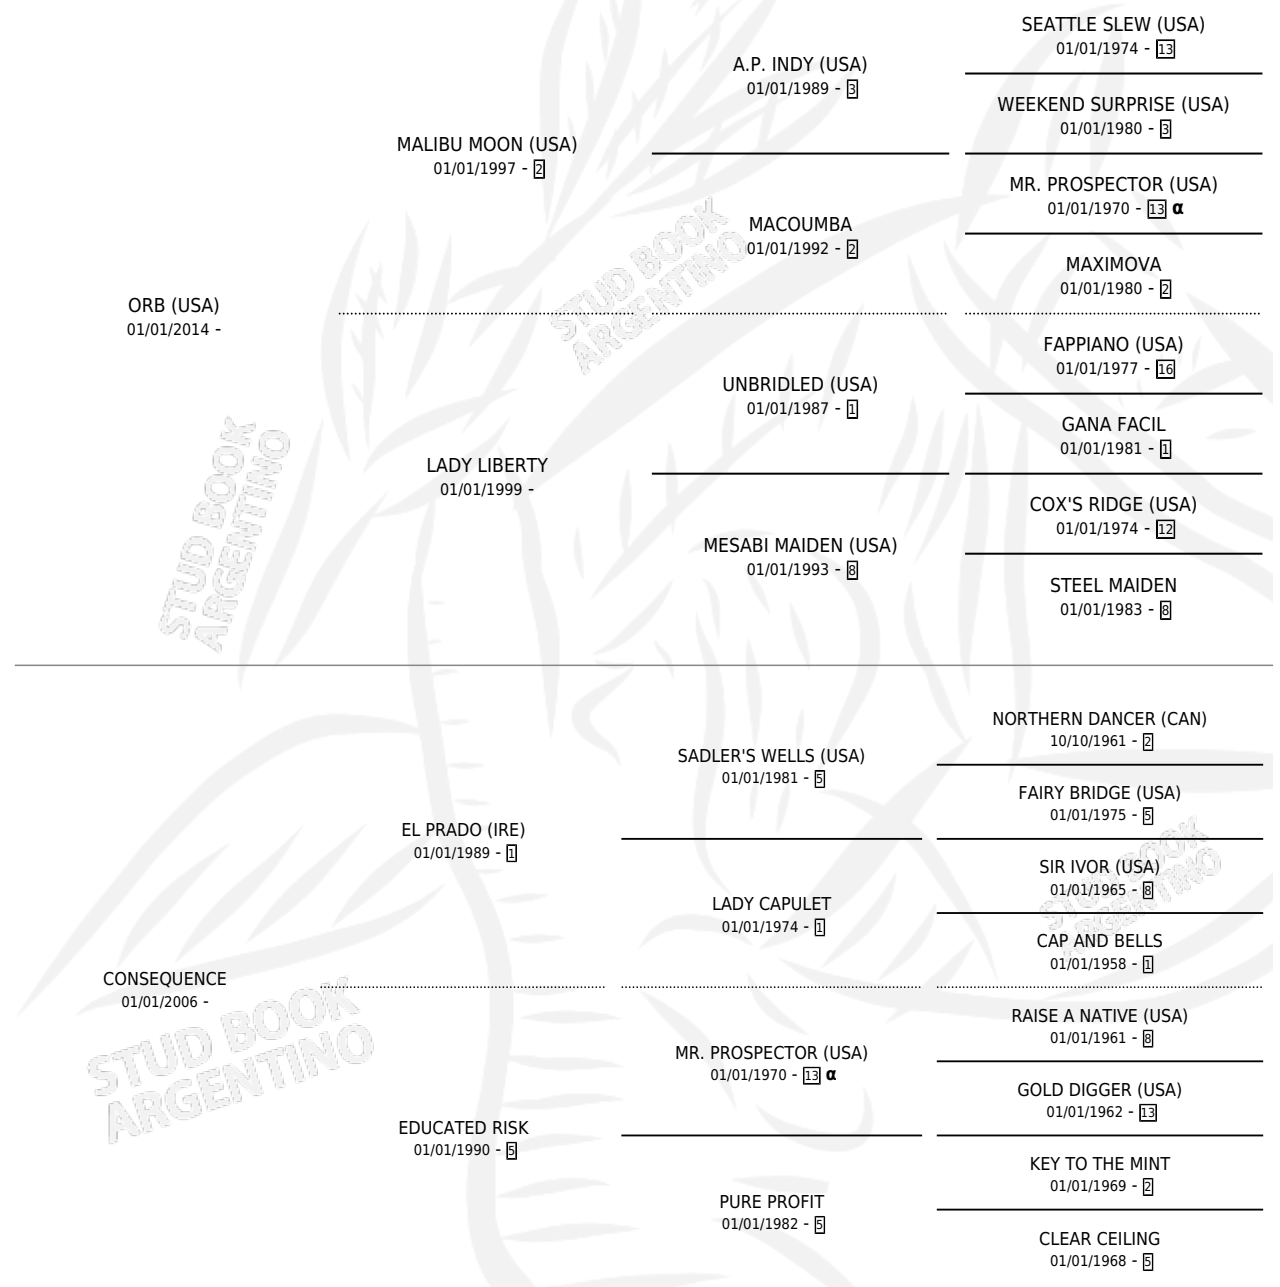 SEATTLE SLEW (USA)
01/01/1974 - 13
A.P. INDY (USA)
01/01/1989 - 3
WEEKEND SURPRISE (USA)
01/01/1980 - 3
MALIBU MOON (USA)
01/01/1997 - 2
MR. PROSPECTOR (USA)
01/01/1970 - 13 α
MACOUMBA
01/01/1992 - 2
MAXIMOVA
01/01/1980 - 2
ORB (USA)
01/01/2014 -
FAPPIANO (USA)
01/01/1977 - 16
UNBRIDLED (USA)
01/01/1987 - 1
GANA FACIL
01/01/1981 - 1
LADY LIBERTY
01/01/1999 -
COX'S RIDGE (USA)
01/01/1974 - 12
MESABI MAIDEN (USA)
01/01/1993 - 8
STEEL MAIDEN
01/01/1983 - 8
STUD BOOK
ARGENTINO
STUD BOOK
ARGENTINO
NORTHERN DANCER (CAN)
10/10/1961 - 2
SADLER'S WELLS (USA)
01/01/1981 - 5
FAIRY BRIDGE (USA)
01/01/1975 - 5
EL PRADO (IRE)
01/01/1989 - 1
SIR IVOR (USA)
01/01/1965 - 8
LADY CAPULET
01/01/1974 - 1
CAP AND BELLS
01/01/1958 - 1
CONSEQUENCE
01/01/2006 -
RAISE A NATIVE (USA)
01/01/1961 - 8
MR. PROSPECTOR (USA)
01/01/1970 - 13 α
GOLD DIGGER (USA)
01/01/1962 - 13
EDUCATED RISK
01/01/1990 - 5
KEY TO THE MINT
01/01/1969 - 2
PURE PROFIT
01/01/1982 - 5
CLEAR CEILING
01/01/1968 - 5
STUD BOOK
ARGENTINO
STUD BOOK
ARGENTINO